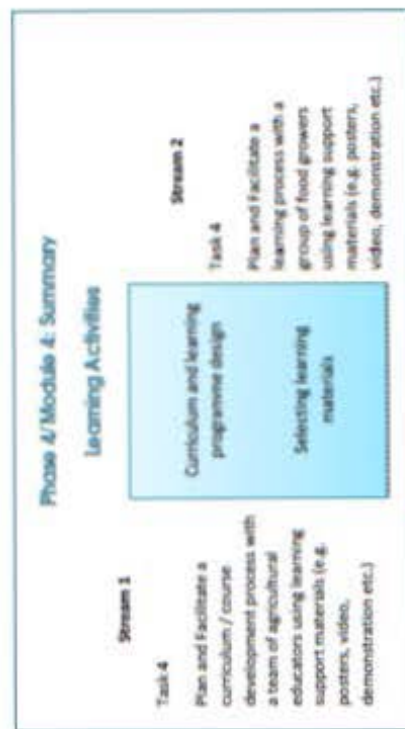 Phase 4/Module 4: Summary
Learning Activities
Stream 1
Task 4
Plan and Facilitate a
curriculum / course
development process with
a team of agricultural
educators using learning
support materials (e.g.
posters, video,
demonstration etc.)
Curriculum and learning
programme design
Selecting learning
materials
Stream 2
Task 4
Plan and Facilitate a
learning process with a
group of food growers
using learning support
materials (e.g. posters,
video, demonstration etc.)